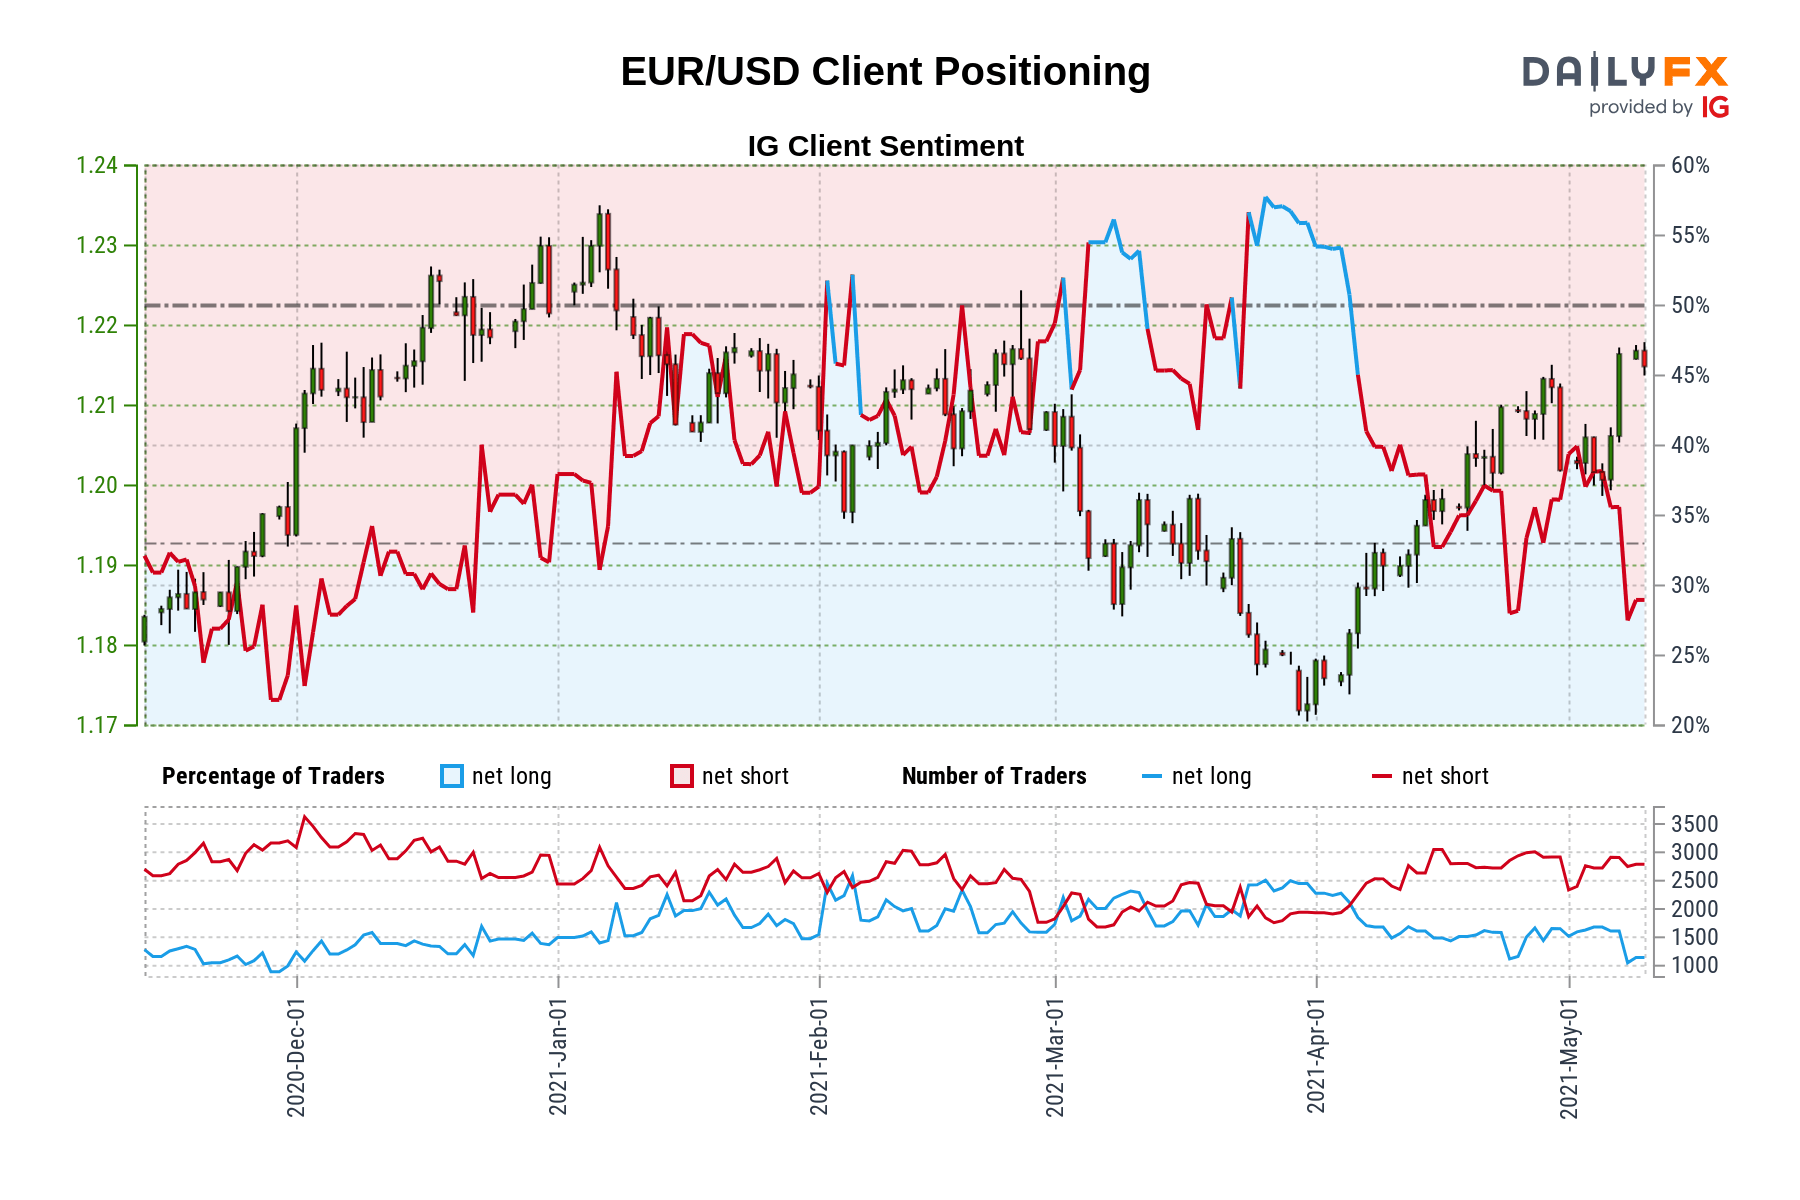 EUR/USD Client Positioning
DAILYFX
provided by IG
IG Client Sentiment
1.24
1.23
1.22
1.21
1.20
1.19
1.18
1.17
60%
55%
50%
45%
40%
35%
30%
25%
20%
Percentage of Traders net long net short Number of Traders net long net short
3500
3000
2500
2000
1500
1000
2020-Dec-01
2021-Jan-01
2021-Feb-01
2021-Mar-01
2021-Apr-01
2021-May-01